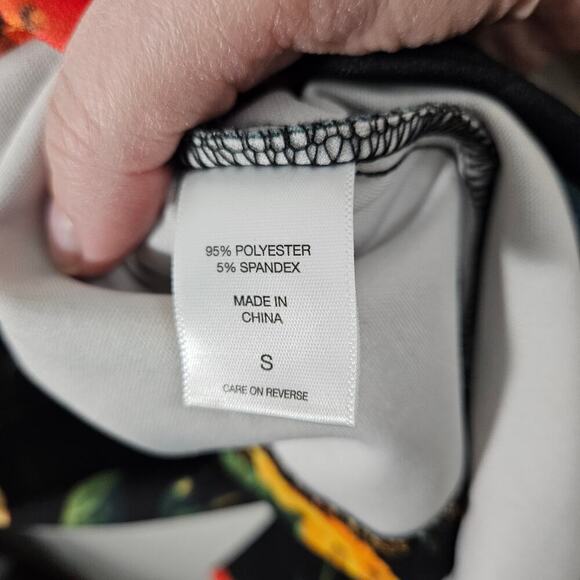 95% POLYESTER
5% SPANDEX
MADE IN
CHINA
S
CARE ON REVERSE